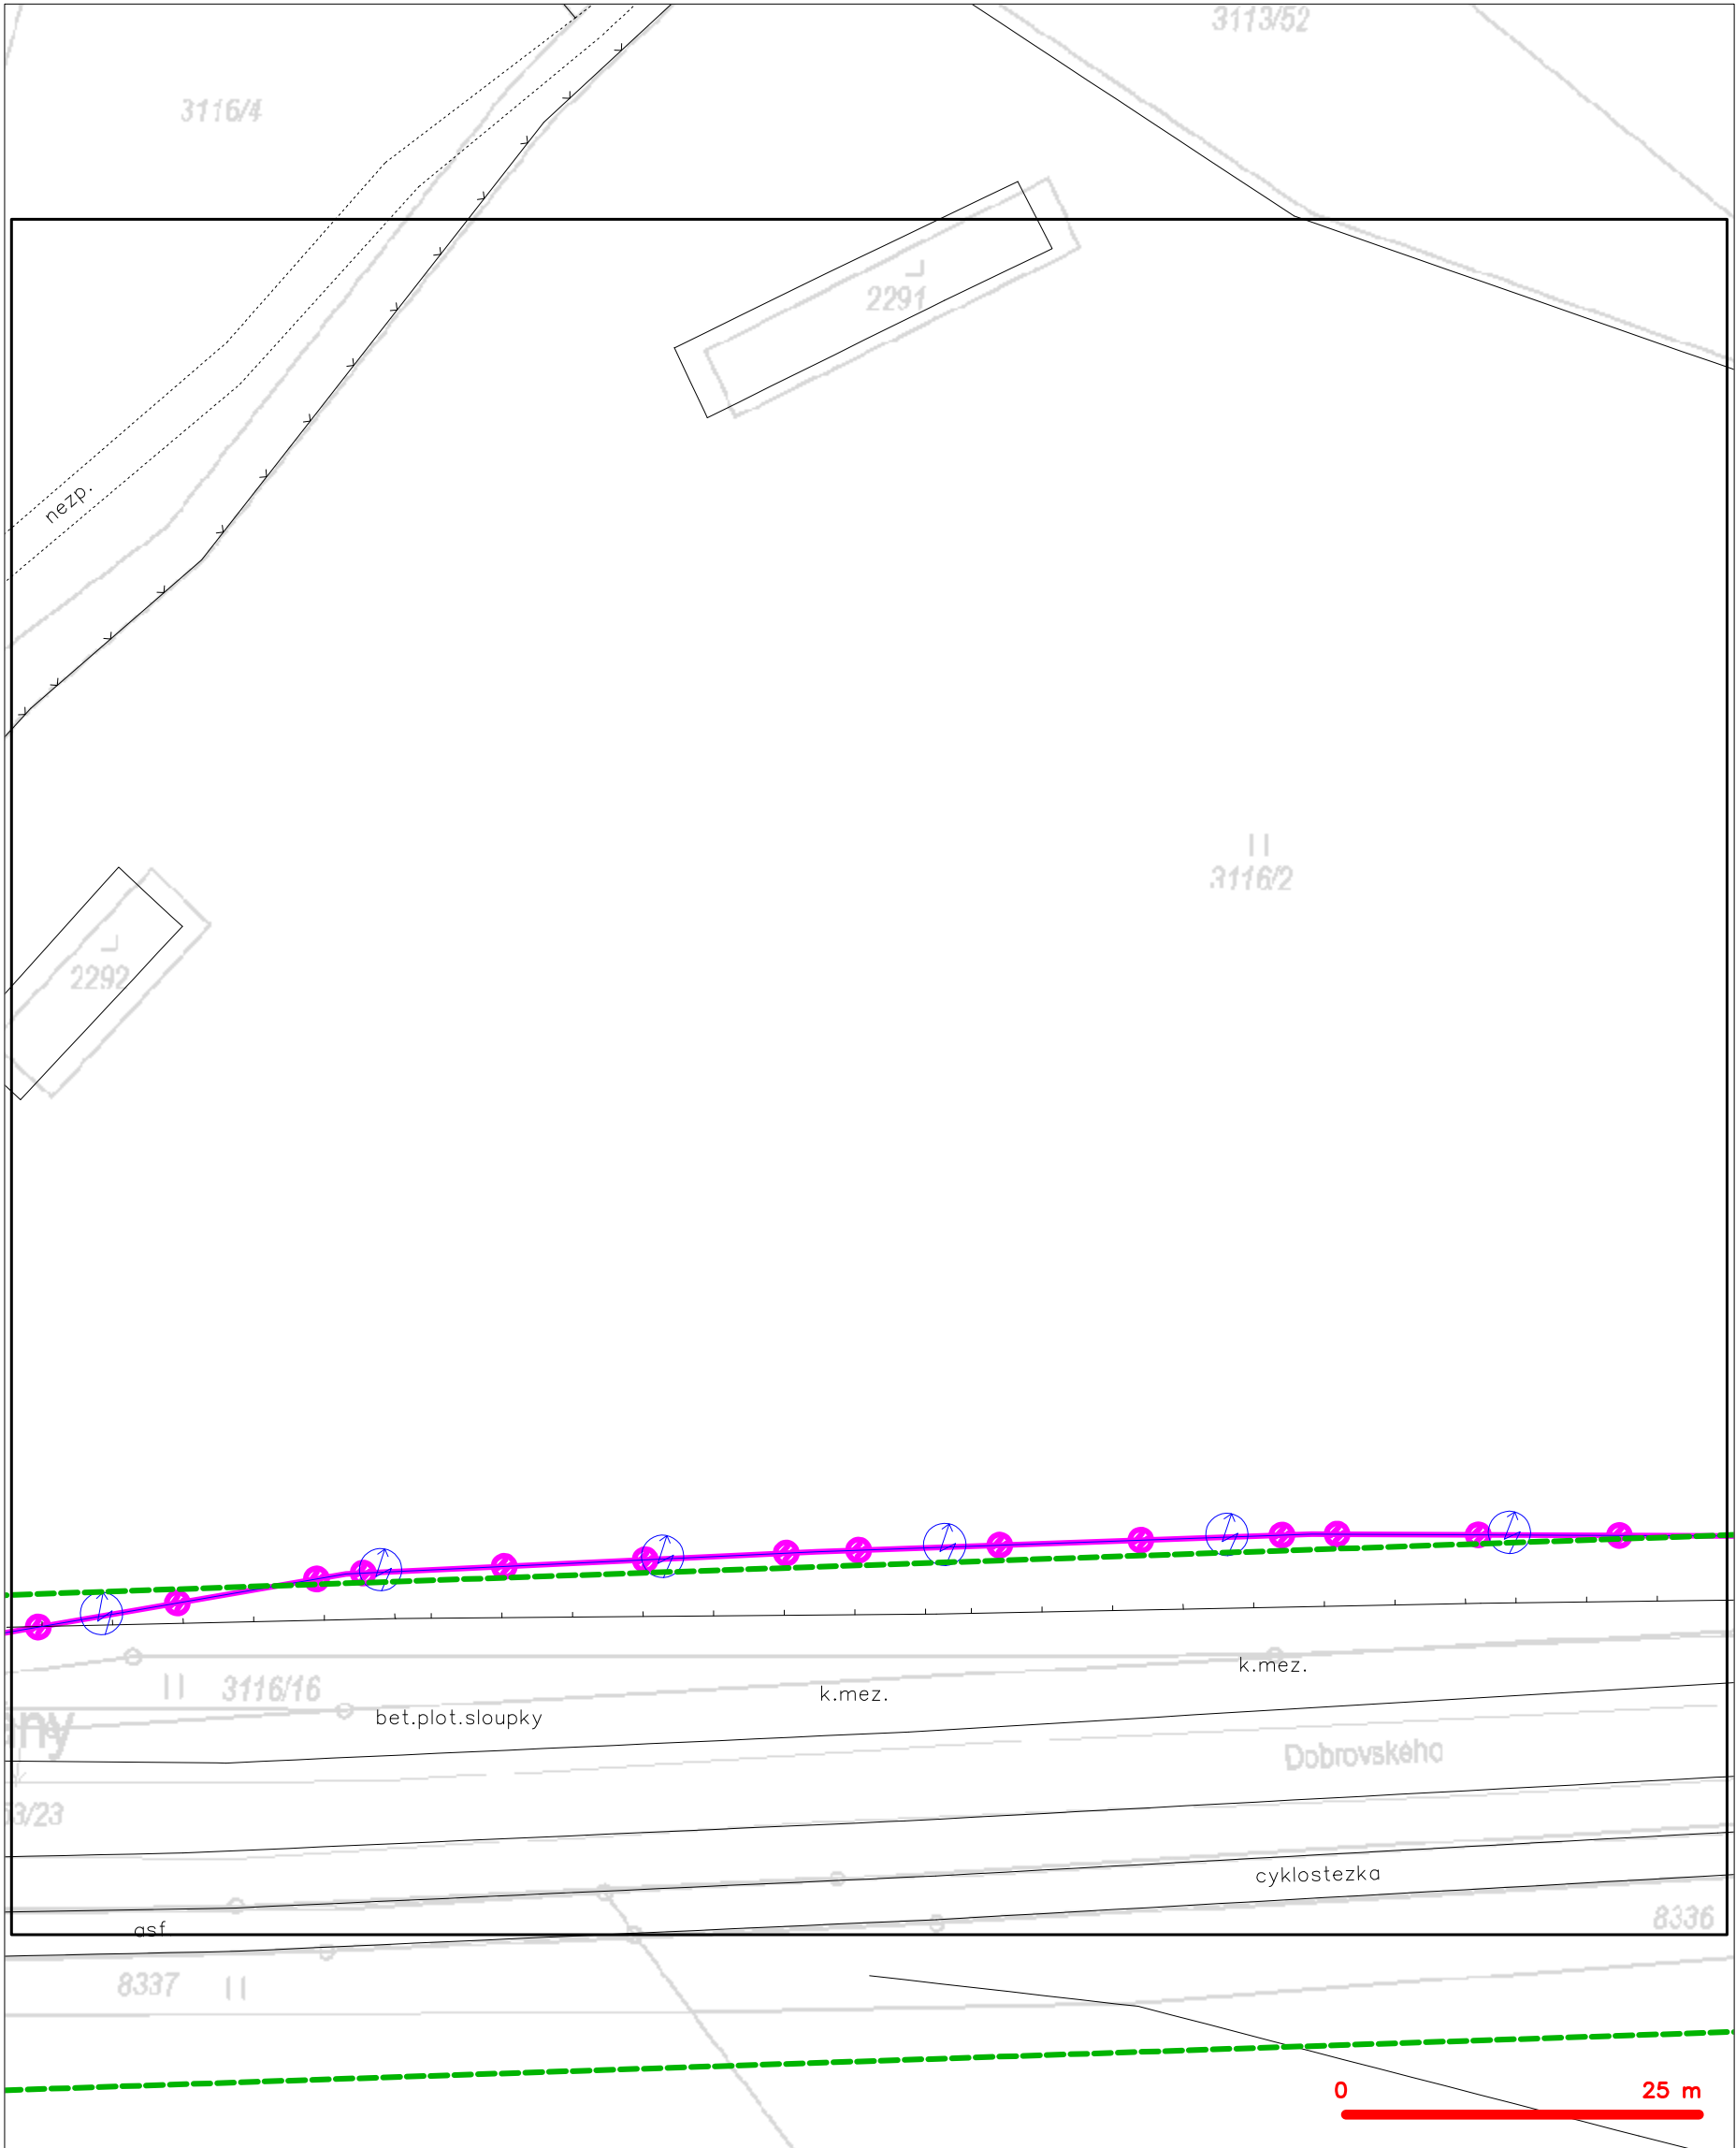 3113/52
3116/4
2291
nezp.
3116/2
2292
k.mez.
3116/16
k.mez.
bet.plot.sloupky
Dobrovského
cyklostezka
8336
asf
8337
0 25 m